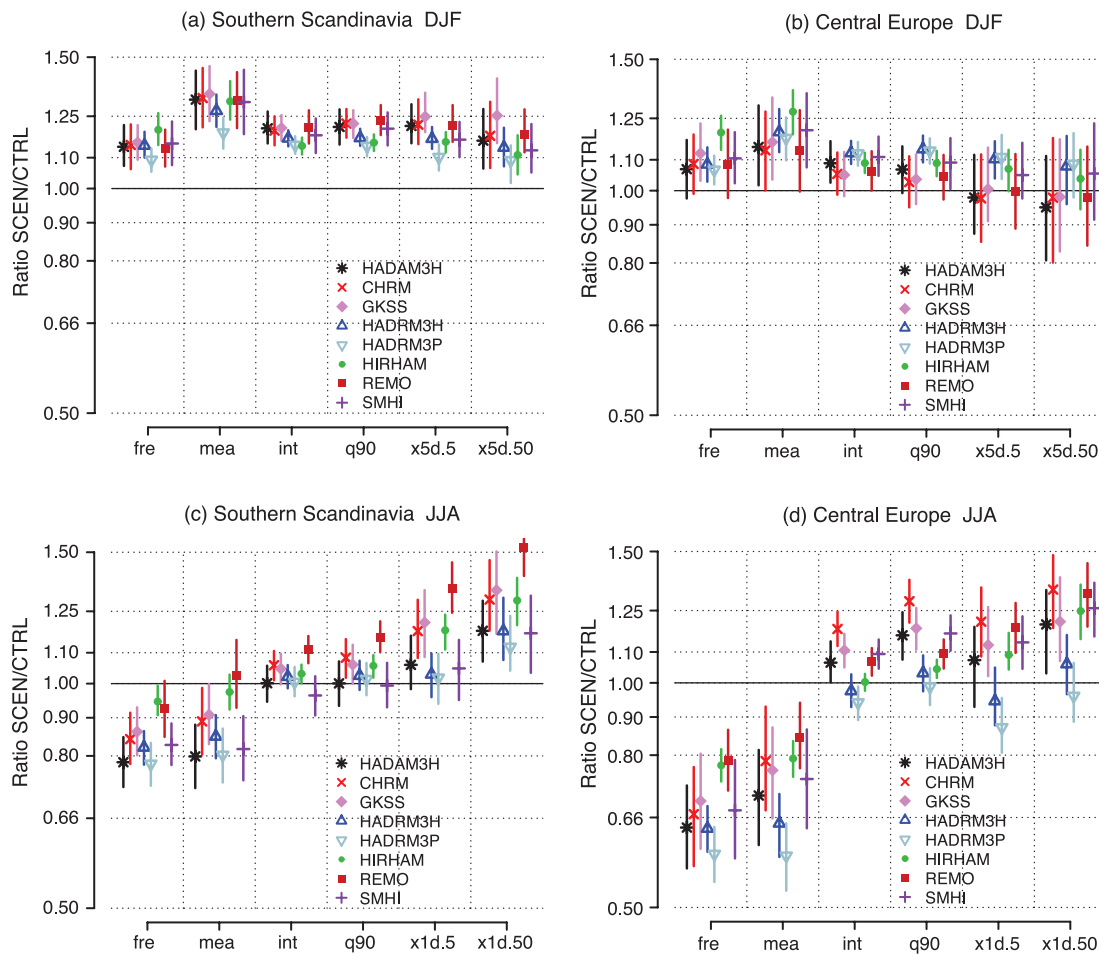 (a) Southern Scandinavia DJF
Ratio SCEN/CTRL
1.50
1.25
1.10
1.00
0.90
0.80
0.66
0.50
HADAM3H
CHRM
GKSS
HADRM3H
HADRM3P
HIRHAM
REMO
SMHI
fre mea int q90 x5d.5 x5d.50
(b) Central Europe DJF
Ratio SCEN/CTRL
1.50
1.25
1.10
1.00
0.90
0.80
0.66
0.50
HADAM3H
CHRM
GKSS
HADRM3H
HADRM3P
HIRHAM
REMO
SMHI
fre mea int q90 x5d.5 x5d.50
(c) Southern Scandinavia JJA
Ratio SCEN/CTRL
1.50
1.25
1.10
1.00
0.90
0.80
0.66
0.50
HADAM3H
CHRM
GKSS
HADRM3H
HADRM3P
HIRHAM
REMO
SMHI
fre mea int q90 x1d.5 x1d.50
(d) Central Europe JJA
Ratio SCEN/CTRL
1.50
1.25
1.10
1.00
0.90
0.80
0.66
0.50
HADAM3H
CHRM
GKSS
HADRM3H
HADRM3P
HIRHAM
REMO
SMHI
fre mea int q90 x1d.5 x1d.50